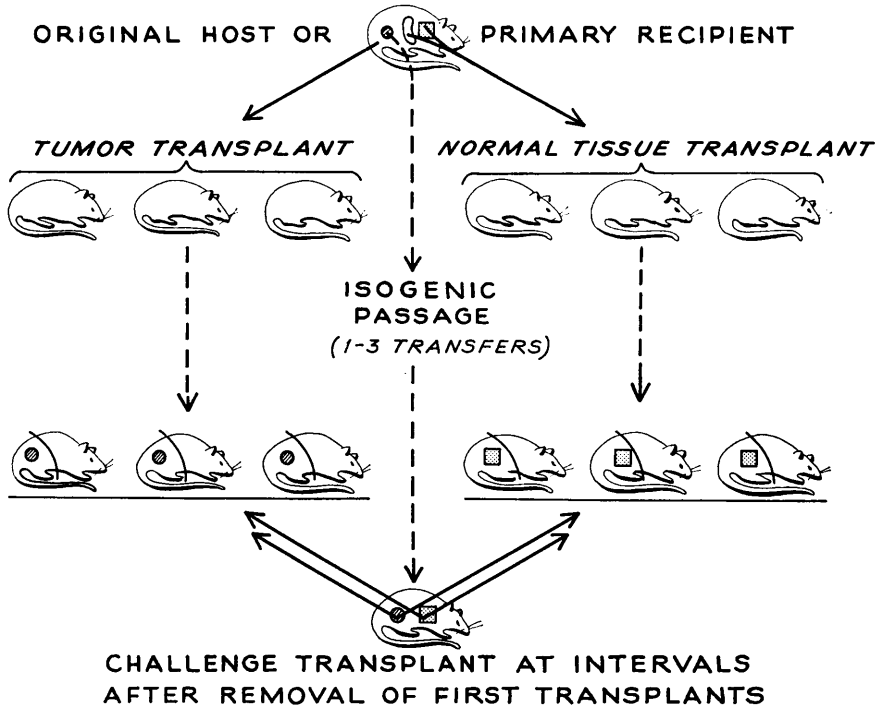 ORIGINAL HOST OR PRIMARY RECIPIENT
TUMOR TRANSPLANT
NORMAL TISSUE TRANSPLANT
ISOGENIC
PASSAGE
(1-3 TRANSFERS)
CHALLENGE TRANSPLANT AT INTERVALS
AFTER REMOVAL OF FIRST TRANSPLANTS